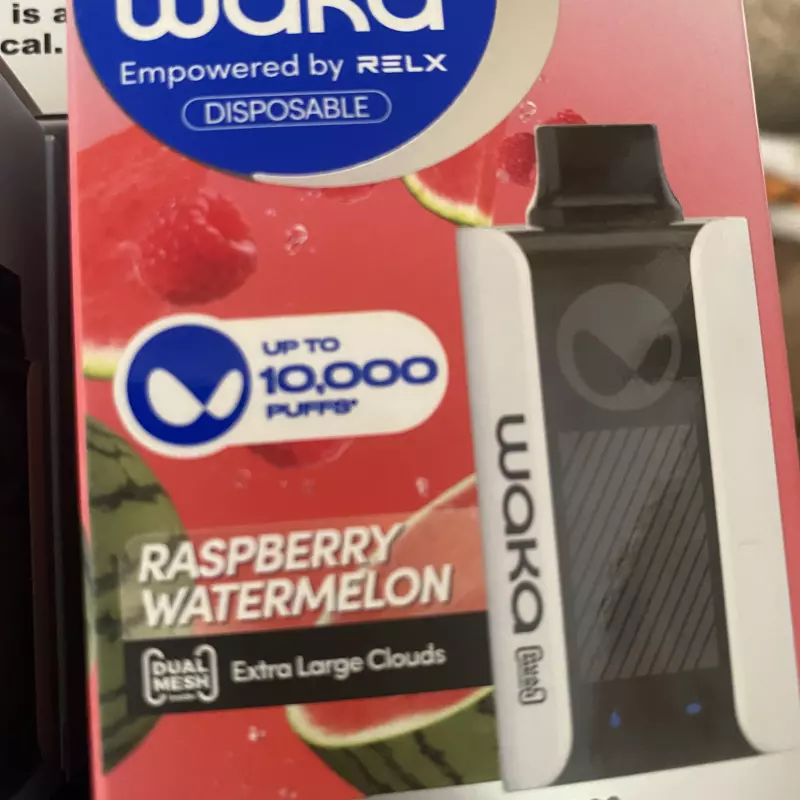 is a
cal.
waka
Empowered by RELX
DISPOSABLE
UP TO
10,000
PUFFS*
waka
RASPBERRY
WATERMELON
DUAL
MESH
Extra Large Clouds